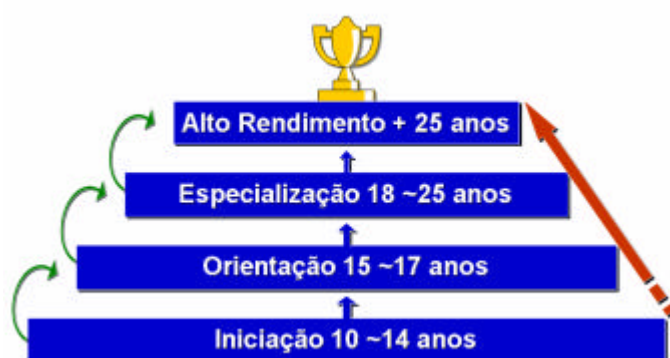 Alto Rendimento + 25 anos
Especialização 18 ~25 anos
Orientação 15 ~17 anos
Iniciação 10 ~14 anos